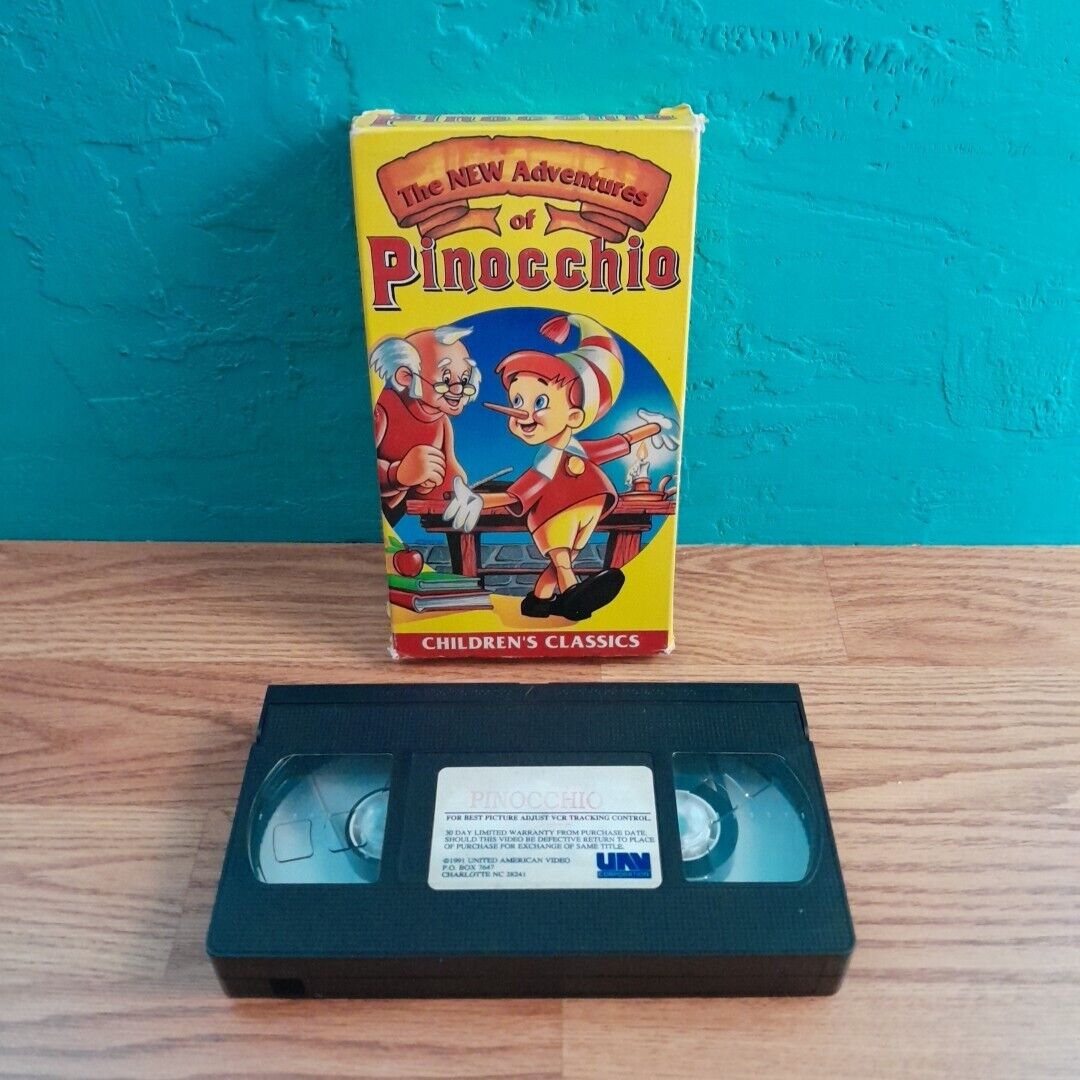 Pinocchio
The NEW Adventures
of
Pinocchio
CHILDREN'S CLASSICS
PINOCCHIO
FOR BEST PICTURE ADJUST VCR TRACKING CONTROL.
30 DAY LIMITED WARRANTY FROM PURCHASE DATE.
SHOULD THIS VIDEO BE DEFECTIVE RETURN TO PLACE
OF PURCHASE FOR EXCHANGE OF SAME TITLE.
©1991 UNITED AMERICAN VIDEO
P.O. BOX 7647
CHARLOTTE NC 28241
UAV
CORPORATION